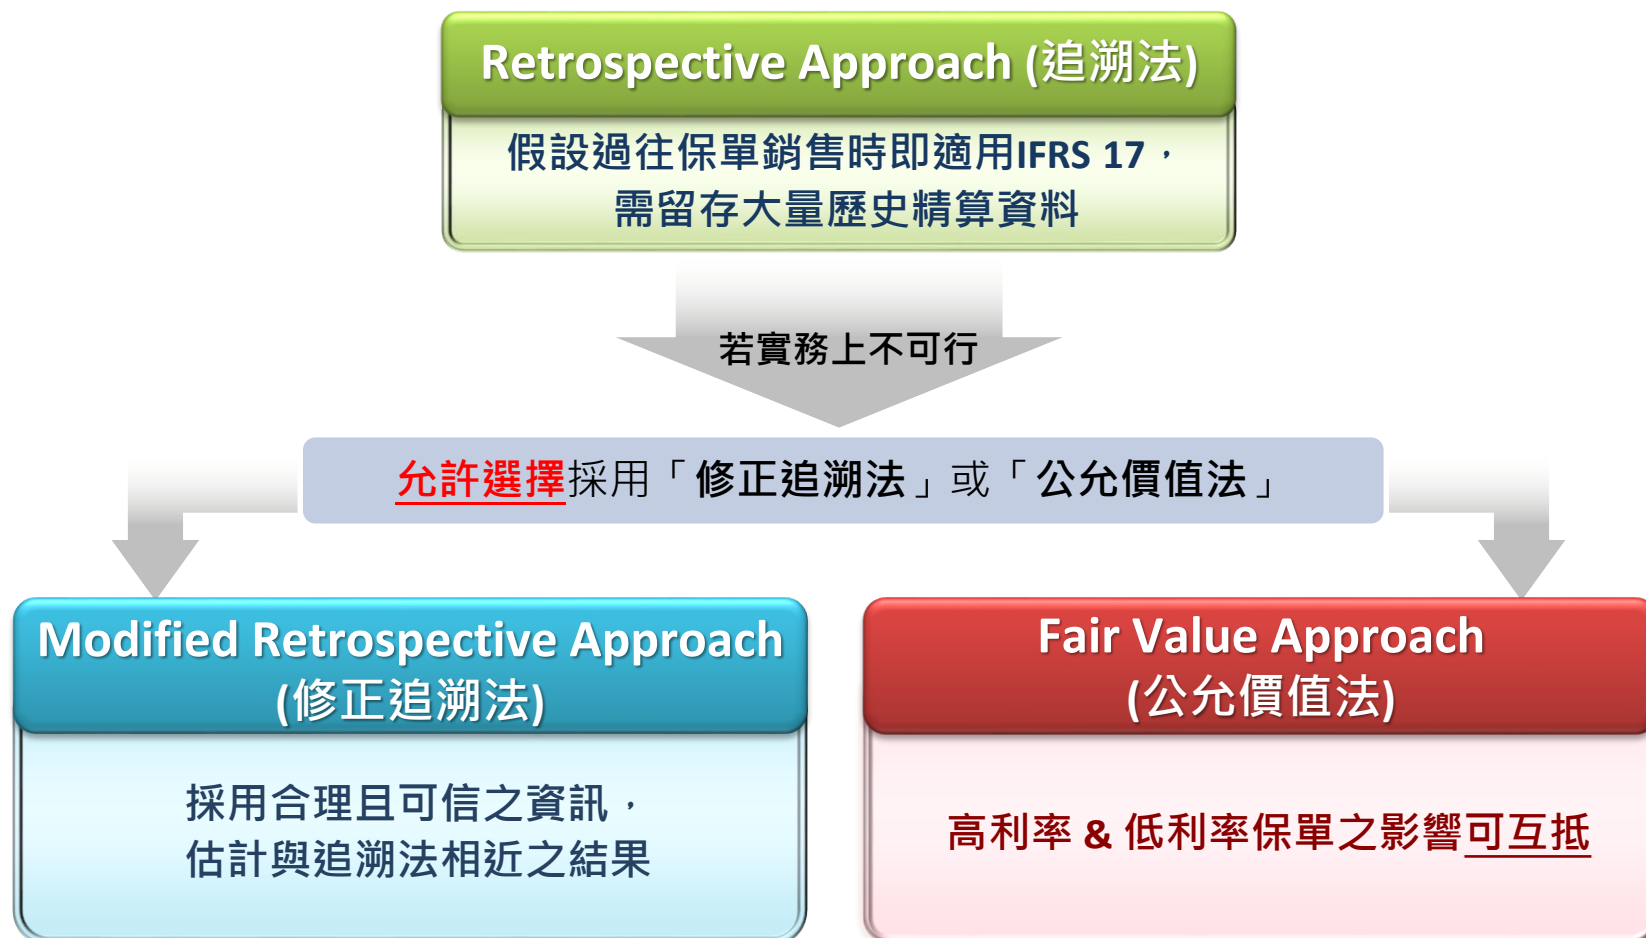 Retrospective Approach (追溯法)
假設過往保單銷售時即適用IFRS 17，
需留存大量歷史精算資料
若實務上不可行
允許選擇採用「修正追溯法」或「公允價值法」
Modified Retrospective Approach
(修正追溯法)
採用合理且可信之資訊，
估計與追溯法相近之結果
Fair Value Approach
(公允價值法)
高利率 & 低利率保單之影響可互抵